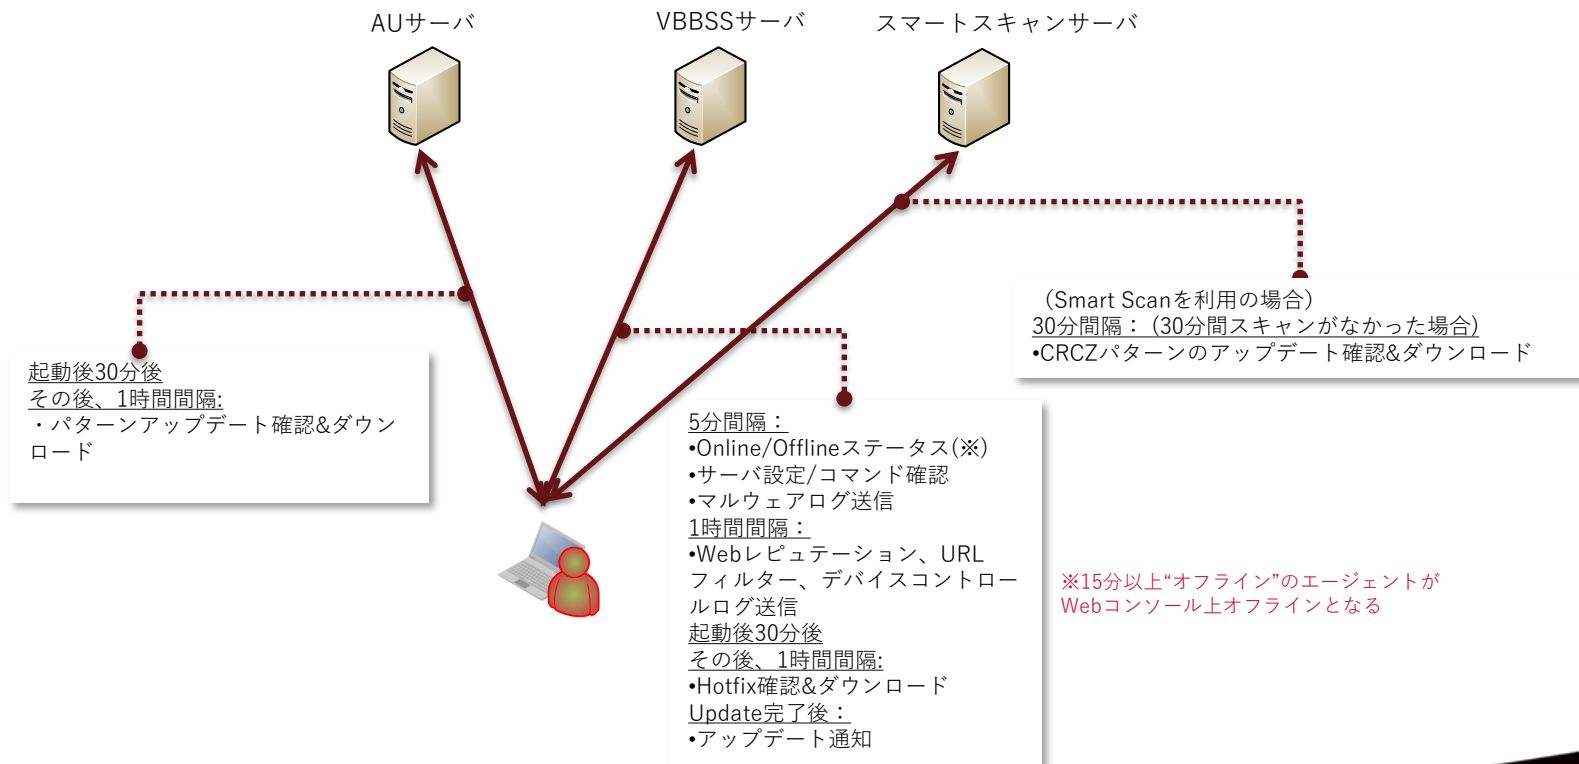 AUサーバ
VBBSSサーバ
スマートスキャンサーバ
起動後30分後
その後、1時間間隔:
・パターンアップデート確認&ダウン
ロード
5分間隔：
•Online/Offlineステータス(※)
•サーバ設定/コマンド確認
•マルウェアログ送信
1時間間隔：
•Webレピュテーション、URL
フィルター、デバイスコントロー
ルログ送信
起動後30分後
その後、1時間間隔:
•Hotfix確認&ダウンロード
Update完了後：
•アップデート通知
（Smart Scanを利用の場合）
30分間隔： (30分間スキャンがなかった場合)
•CRCZパターンのアップデート確認&ダウンロード
※15分以上“オフライン”のエージェントが
Webコンソール上オフラインとなる